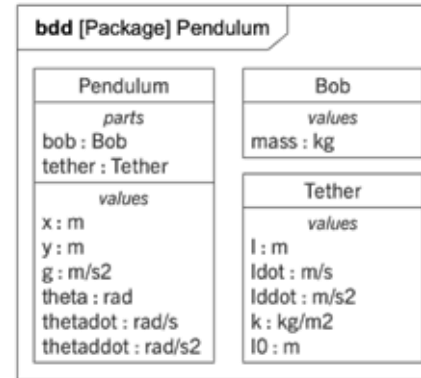 bdd [Package] Pendulum
Pendulum
parts
bob : Bob
tether : Tether
values
x : m
y : m
g : m/s2
theta : rad
thetadot : rad/s
thetaddot : rad/s2
Bob
values
mass : kg
Tether
values
l : m
ldot : m/s
lddot : m/s2
k : kg/m2
l0 : m